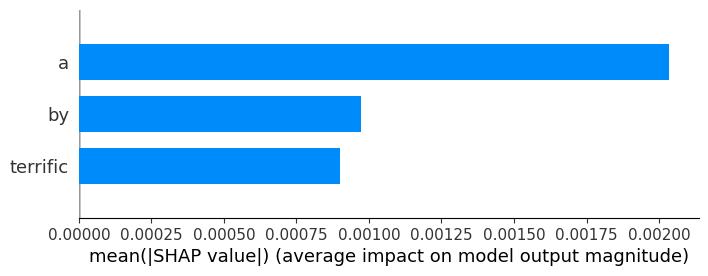 a
by
terrific
0.00000 0.00025 0.00050 0.00075 0.00100 0.00125 0.00150 0.00175 0.00200
mean(|SHAP value|) (average impact on model output magnitude)